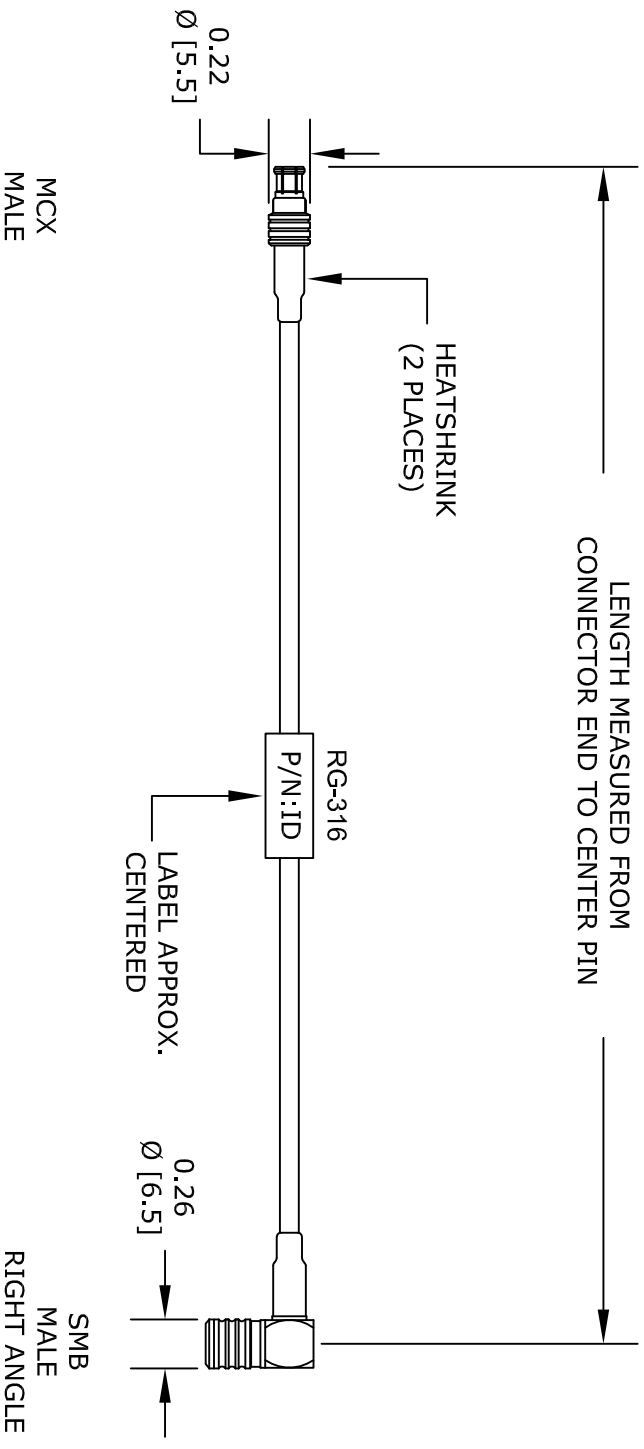 LENGTH MEASURED FROM
CONNECTOR END TO CENTER PIN
HEATSHRINK
(2 PLACES)
0.22
Ø [5.5]
RG-316
P/N:ID
LABEL APPROX.
CENTERED
0.26
Ø [6.5]
MCX
MALE
SMB
MALE
RIGHT ANGLE